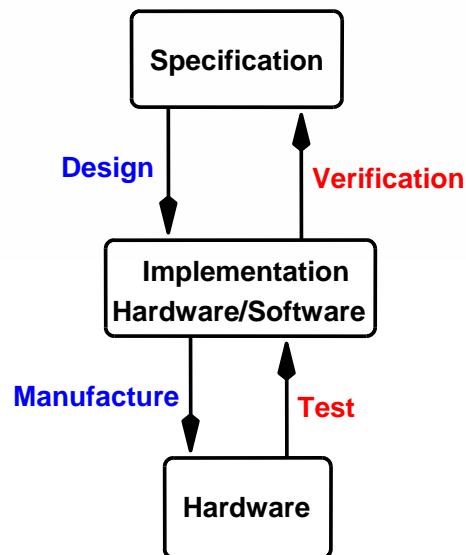 Specification
Design
Verification
Implementation
Hardware/Software
Manufacture
Test
Hardware